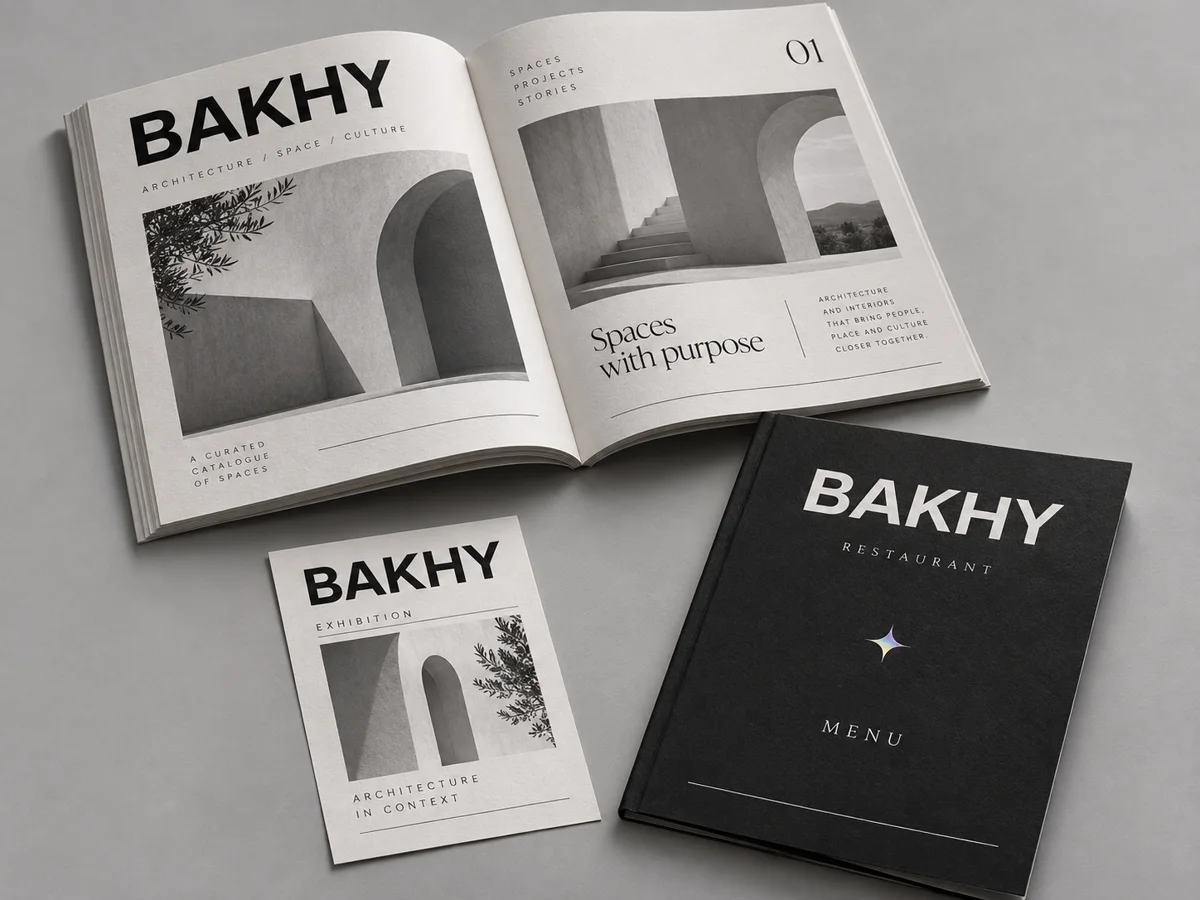 BAKHY
ARCHITECTURE / SPACE / CULTURE
A CURATED
CATALOGUE
OF SPACES
SPACES
PROJECTS
STORIES
01
Spaces
with purpose
ARCHITECTURE
AND INTERIORS
THAT BRING PEOPLE,
PLACE AND CULTURE
CLOSER TOGETHER.
BAKHY
EXHIBITION
ARCHITECTURE
IN CONTEXT
BAKHY
RESTAURANT
MENU